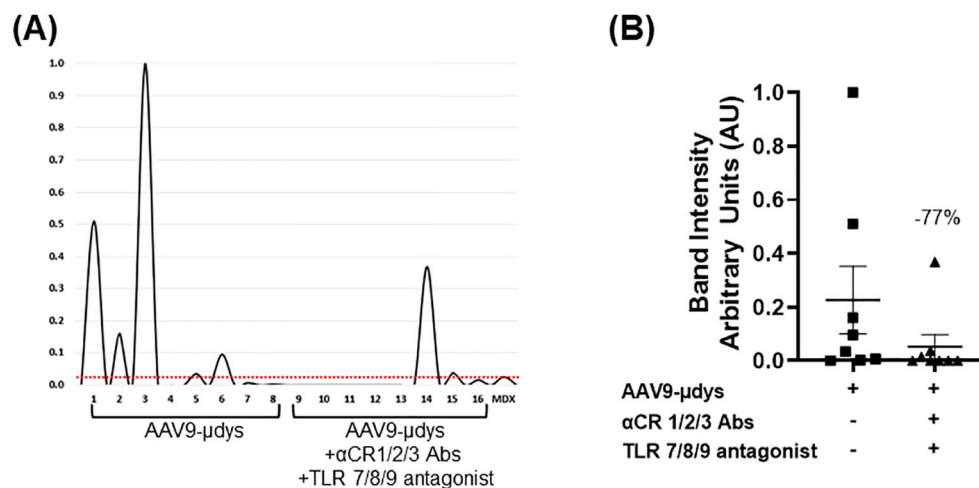 (A)
1.0
0.9
0.8
0.7
0.6
0.5
0.4
0.3
0.2
0.1
0.0
1 2 3 4 5 6 7 8 9 10 11 12 13 14 15 16 MDX
AAV9-µdys
AAV9-µdys
+αCR1/2/3 Abs
+TLR 7/8/9 antagonist
(B)
Band Intensity
Arbitrary Units (AU)
1.0
0.8
0.6
0.4
0.2
0.0
-77%
AAV9-µdys + +
αCR 1/2/3 Abs - +
TLR 7/8/9 antagonist - +